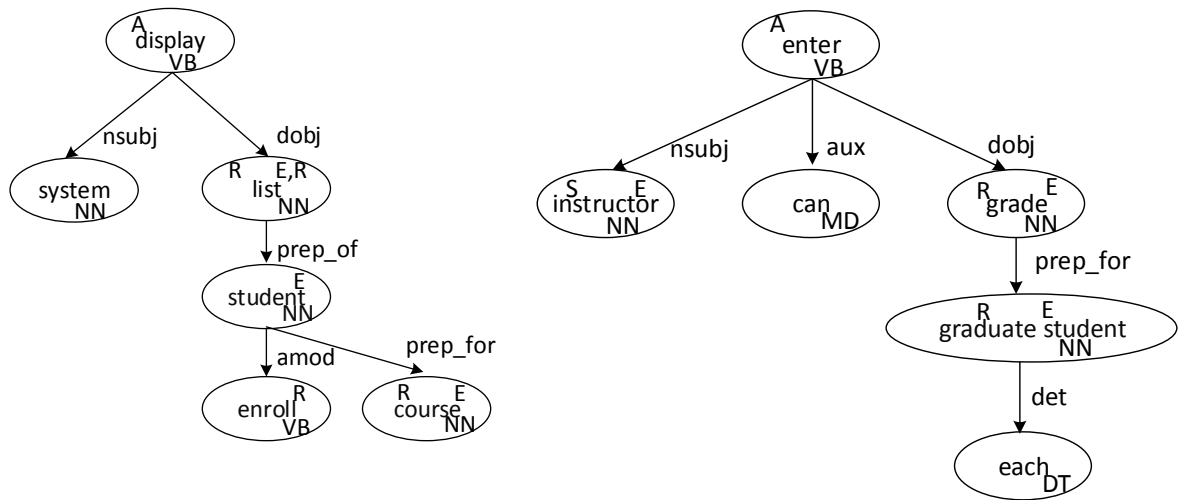 A
display
VB
nsubj
dobj
system
NN
R E,R
list
NN
prep_of
E
student
NN
amod
prep_for
R
enroll
VB
R E
course
NN
A
enter
VB
nsubj
aux
dobj
S E
instructor
NN
can
MD
R E
grade
NN
prep_for
R E
graduate student
NN
det
each
DT